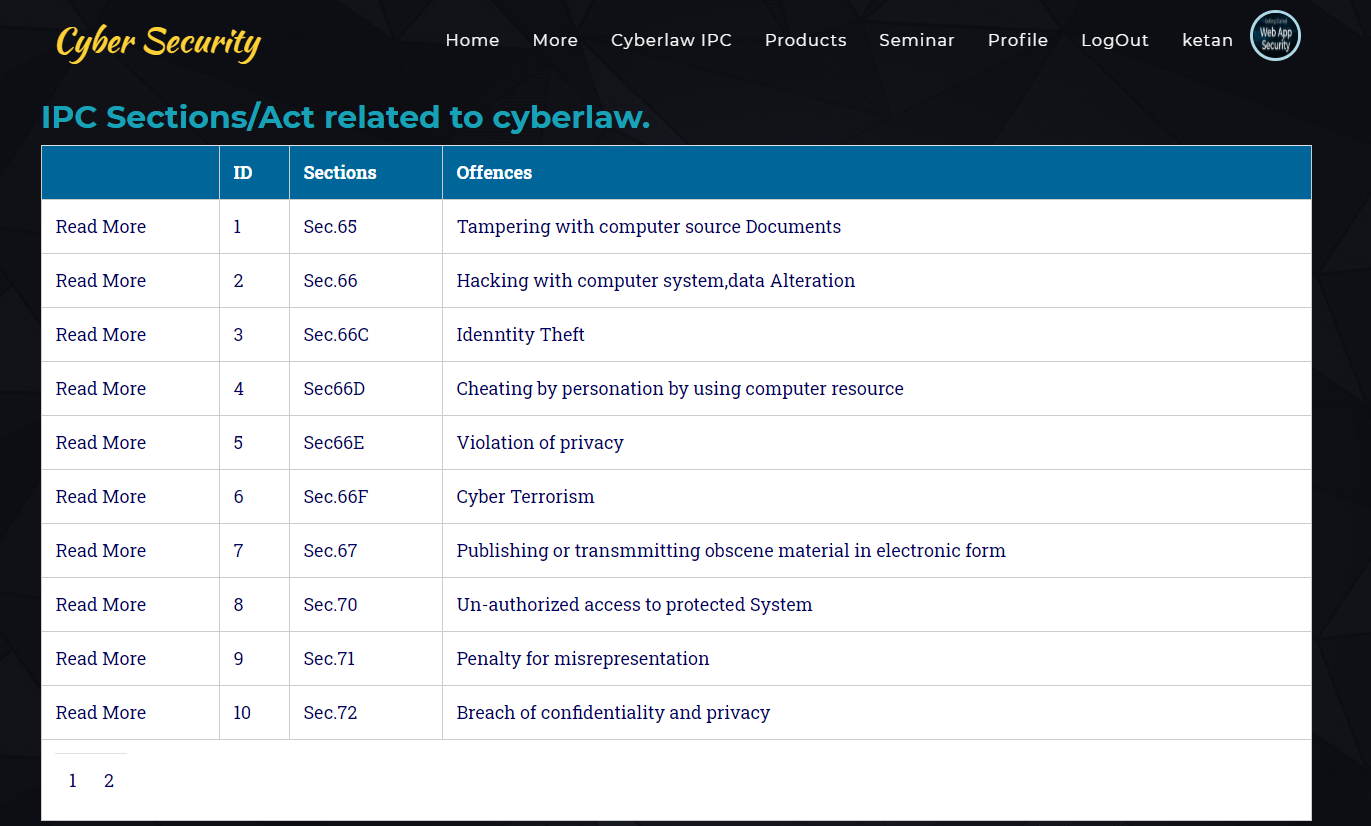 Cyber Security
Home More Cyberlaw IPC Products Seminar Profile LogOut ketan
Getting Started
Web App
Security
IPC Sections/Act related to cyberlaw.
ID Sections Offences
Read More 1 Sec.65 Tampering with computer source Documents
Read More 2 Sec.66 Hacking with computer system,data Alteration
Read More 3 Sec.66C Idenntity Theft
Read More 4 Sec66D Cheating by personation by using computer resource
Read More 5 Sec66E Violation of privacy
Read More 6 Sec.66F Cyber Terrorism
Read More 7 Sec.67 Publishing or transmmitting obscene material in electronic form
Read More 8 Sec.70 Un-authorized access to protected System
Read More 9 Sec.71 Penalty for misrepresentation
Read More 10 Sec.72 Breach of confidentiality and privacy
1 2